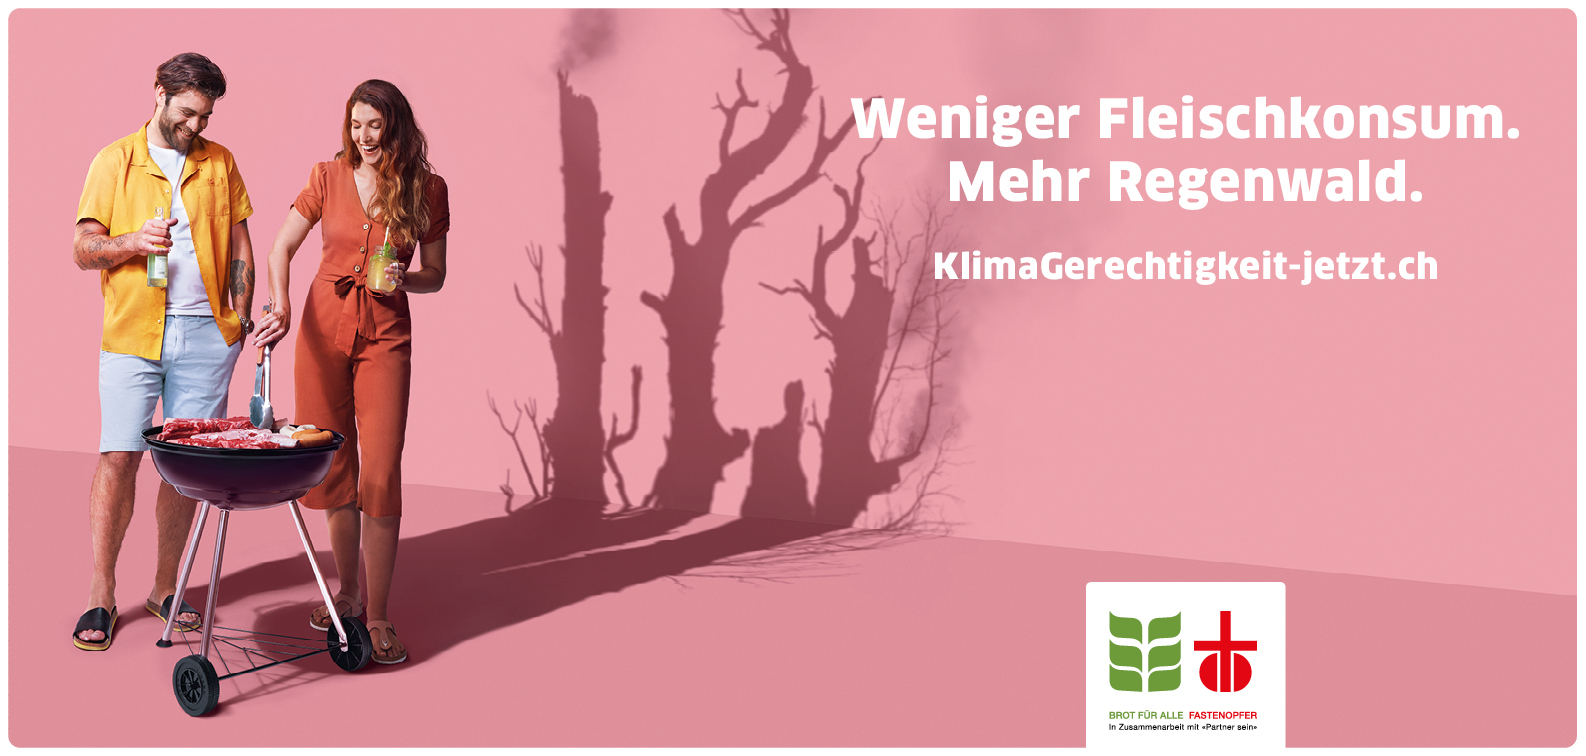 Weniger Fleischkonsum.
Mehr Regenwald.
KlimaGerechtigkeit-jetzt.ch
BROT FÜR ALLE FASTENOPFER
In Zusammenarbeit mit «Partner sein»